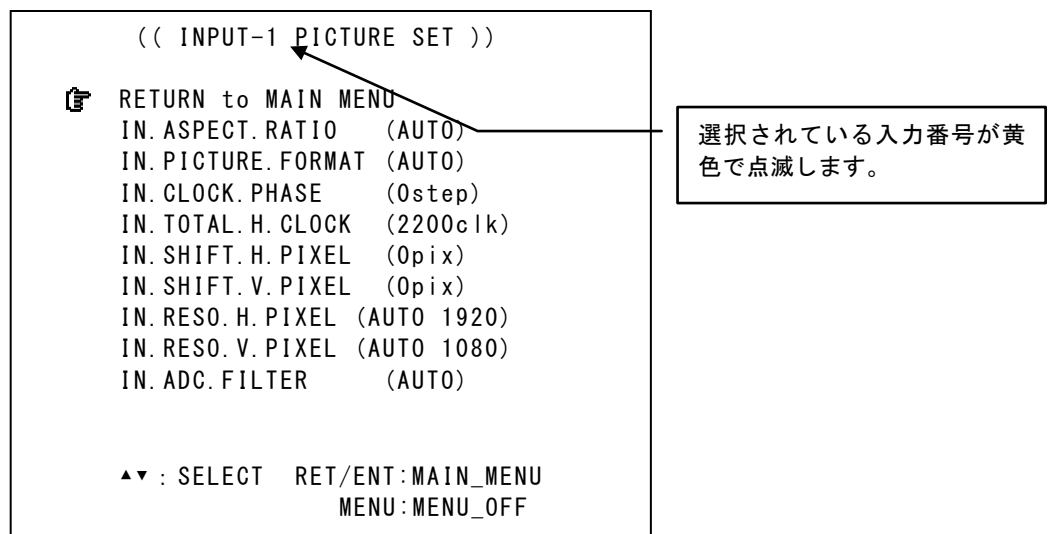 (( INPUT-1 PICTURE SET ))
☞ RETURN to MAIN MENU
IN.ASPECT.RATIO (AUTO)
IN.PICTURE.FORMAT (AUTO)
IN.CLOCK.PHASE (0step)
IN.TOTAL.H.CLOCK (2200clk)
IN.SHIFT.H.PIXEL (0pix)
IN.SHIFT.V.PIXEL (0pix)
IN.RESO.H.PIXEL (AUTO 1920)
IN.RESO.V.PIXEL (AUTO 1080)
IN.ADC.FILTER (AUTO)
▲▼:SELECT RET/ENT:MAIN_MENU
MENU:MENU_OFF
選択されている入力番号が黄
色で点滅します。